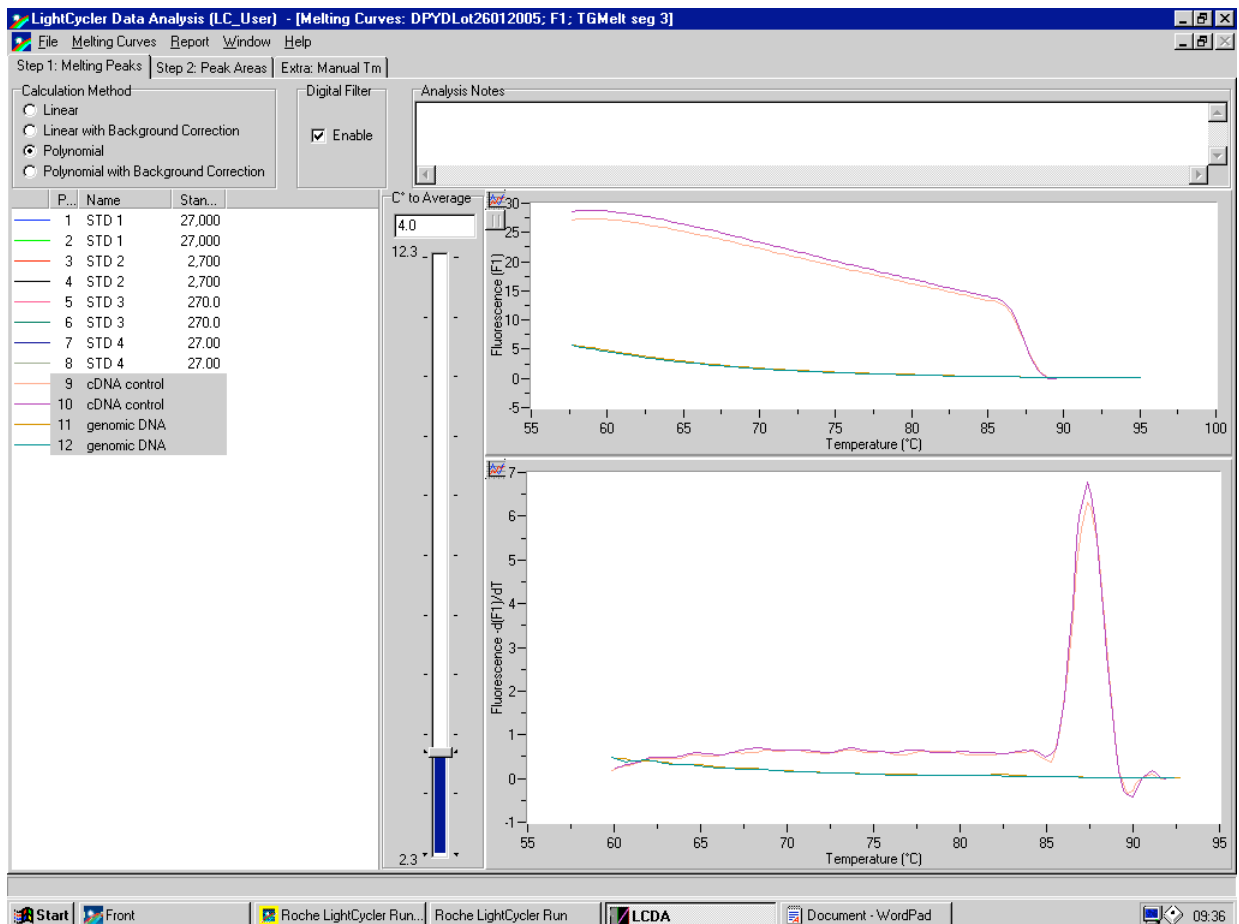 LightCycler Data Analysis (LC_User) - [Melting Curves: DPYDLot26012005; F1; TGMelt seg 3]
File Melting Curves Report Window Help
Step 1: Melting Peaks Step 2: Peak Areas Extra: Manual Tm
Calculation Method
Linear
Linear with Background Correction
Polynomial
Polynomial with Background Correction
Digital Filter
Enable
Analysis Notes
P... Name Stan...
1 STD 1 27,000
2 STD 1 27,000
3 STD 2 2,700
4 STD 2 2,700
5 STD 3 270.0
6 STD 3 270.0
7 STD 4 27.00
8 STD 4 27.00
9 cDNA control
10 cDNA control
11 genomic DNA
12 genomic DNA
C° to Average
4.0
12.3
2.3
30
25
20
15
10
5
0
-5
Fluorescence (F1)
55 60 65 70 75 80 85 90 95 100
Temperature (°C)
7
6
5
4
3
2
1
0
-1
Fluorescence -d(F1)/dT
55 60 65 70 75 80 85 90 95
Temperature (°C)
Start Front Roche LightCycler Run... Roche LightCycler Run LCDA Document - WordPad 09:36